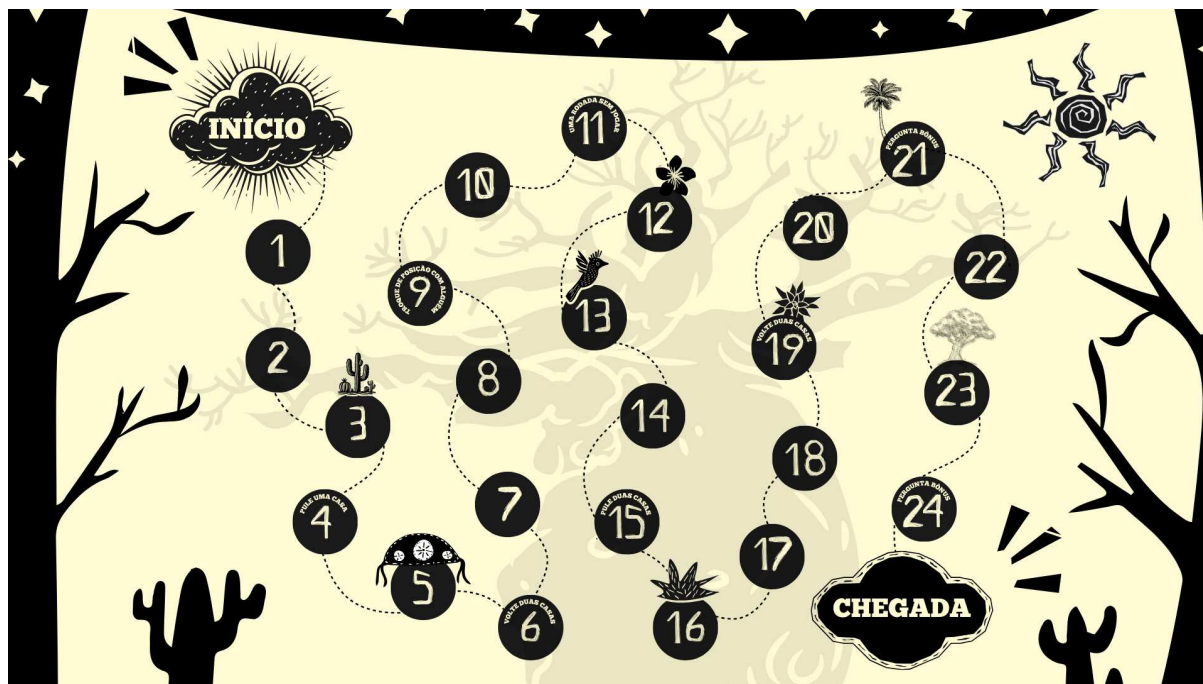 INÍCIO
1
2
3
PULE UMA CASA
4
5
VOLTE DUAS CASAS
6
7
8
TROQUE DE POSIÇÃO COM ALGUEM
9
10
UMA RODADA SEM JOGAR
11
12
13
14
PULE DUAS CASAS
15
16
17
18
VOLTE DUAS CASAS
19
20
PERGUNTA BÔNUS
21
22
23
PERGUNTA BÔNUS
24
CHEGADA